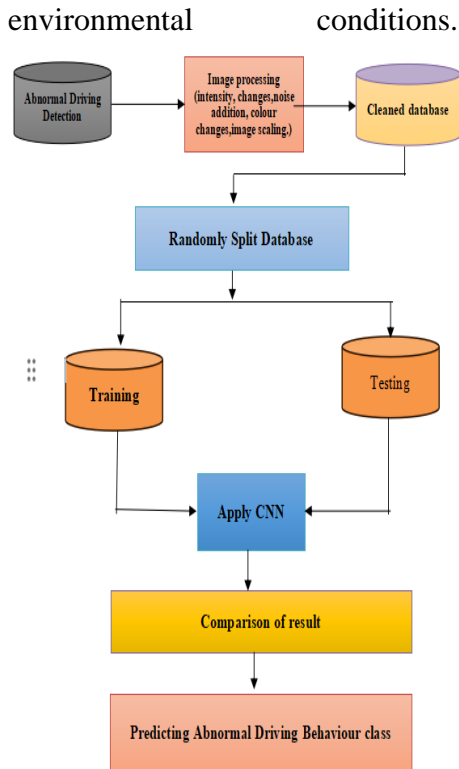 environmental conditions.
Abnormal Driving
Detection
Image processing
(intensity, changes,noise
addition, colour
changes,image scaling,)
Cleaned database
Randomly Split Database
Training
Testing
Apply CNN
Comparison of result
Predicting Abnormal Driving Behaviour class